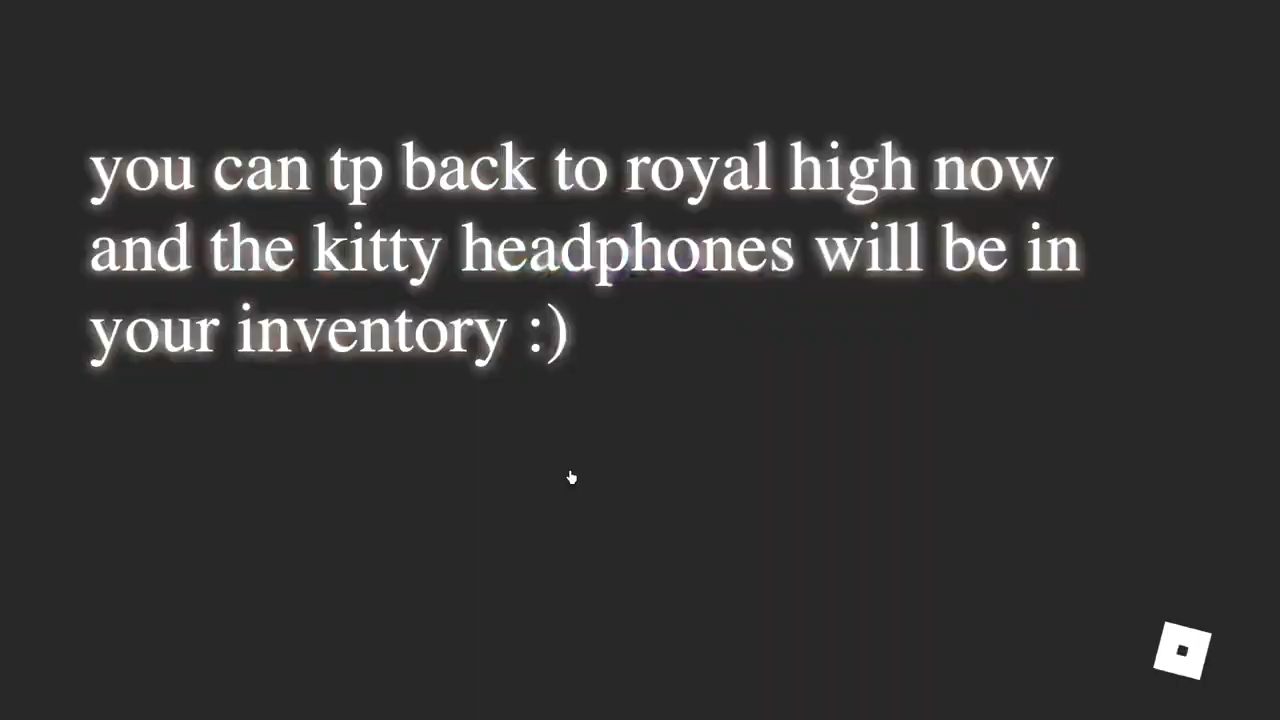 you can tp back to royal high now
and the kitty headphones will be in
your inventory :)